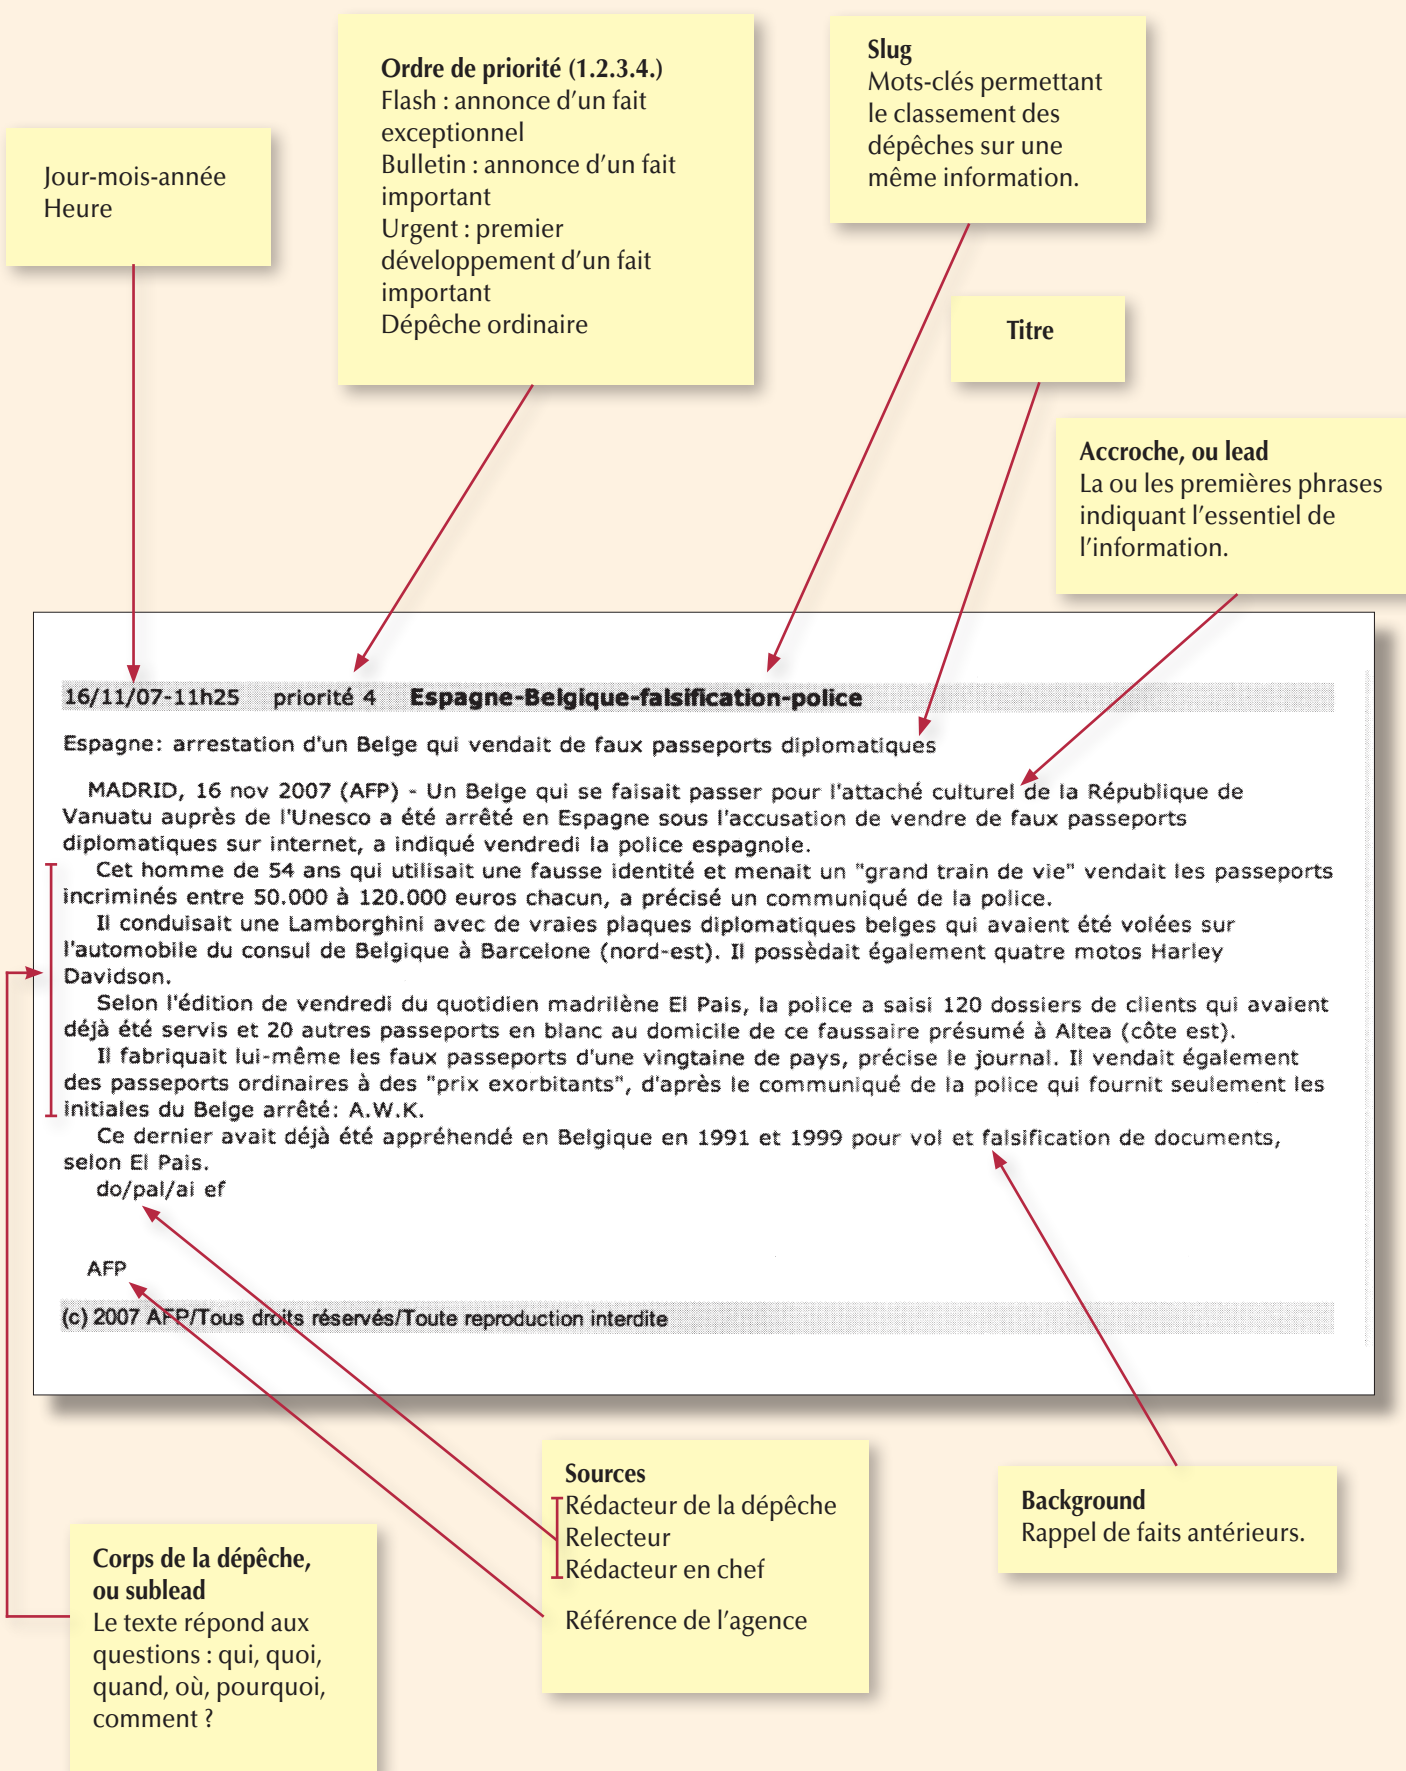 Ordre de priorité (1.2.3.4.)
Flash : annonce d'un fait
exceptionnel
Bulletin : annonce d'un fait
important
Urgent : premier
développement d'un fait
important
Dépêche ordinaire
Slug
Mots-clés permettant
le classement des
dépêches sur une
même information.
Jour-mois-année
Heure
Titre
Accroche, ou lead
La ou les premières phrases
indiquant l'essentiel de
l'information.
16/11/07-11h25 priorité 4 Espagne-Belgique-falsification-police
Espagne: arrestation d'un Belge qui vendait de faux passeports diplomatiques
MADRID, 16 nov 2007 (AFP) - Un Belge qui se faisait passer pour l'attaché culturel de la République de
Vanuatu auprès de l'Unesco a été arrêté en Espagne sous l'accusation de vendre de faux passeports
diplomatiques sur internet, a indiqué vendredi la police espagnole.
Cet homme de 54 ans qui utilisait une fausse identité et menait un "grand train de vie" vendait les passeports
incriminés entre 50.000 à 120.000 euros chacun, a précisé un communiqué de la police.
Il conduisait une Lamborghini avec de vraies plaques diplomatiques belges qui avaient été volées sur
l'automobile du consul de Belgique à Barcelone (nord-est). Il possèdait également quatre motos Harley
Davidson.
Selon l'édition de vendredi du quotidien madrilène El Pais, la police a saisi 120 dossiers de clients qui avaient
déjà été servis et 20 autres passeports en blanc au domicile de ce faussaire présumé à Altea (côte est).
Il fabriquait lui-même les faux passeports d'une vingtaine de pays, précise le journal. Il vendait également
des passeports ordinaires à des "prix exorbitants", d'après le communiqué de la police qui fournit seulement les
initiales du Belge arrêté: A.W.K.
Ce dernier avait déjà été appréhendé en Belgique en 1991 et 1999 pour vol et falsification de documents,
selon El Pais.
do/pal/ai ef
AFP
(c) 2007 AFP/Tous droits réservés/Toute reproduction interdite
Corps de la dépêche,
ou sublead
Le texte répond aux
questions : qui, quoi,
quand, où, pourquoi,
comment ?
Sources
Rédacteur de la dépêche
Relecteur
Rédacteur en chef
Référence de l'agence
Background
Rappel de faits antérieurs.